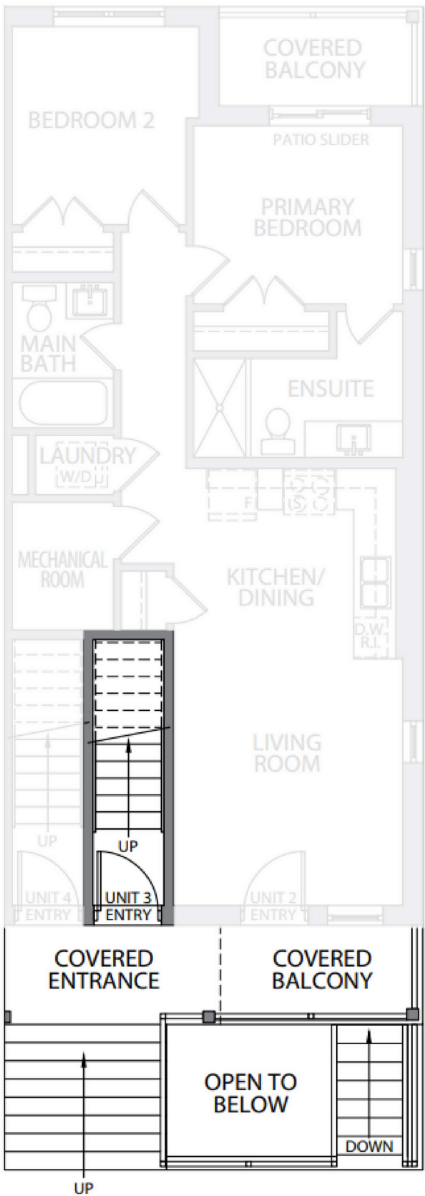 COVERED
BALCONY
BEDROOM 2
PATIO SLIDER
PRIMARY
BEDROOM
MAIN
BATH
ENSUITE
LAUNDRY
W/D
F
S
MECHANICAL
ROOM
KITCHEN/
DINING
D.W.
R.I.
LIVING
ROOM
UP
UP
UNIT 4
ENTRY
UNIT 3
ENTRY
UNIT 2
ENTRY
COVERED
ENTRANCE
COVERED
BALCONY
OPEN TO
BELOW
DOWN
UP